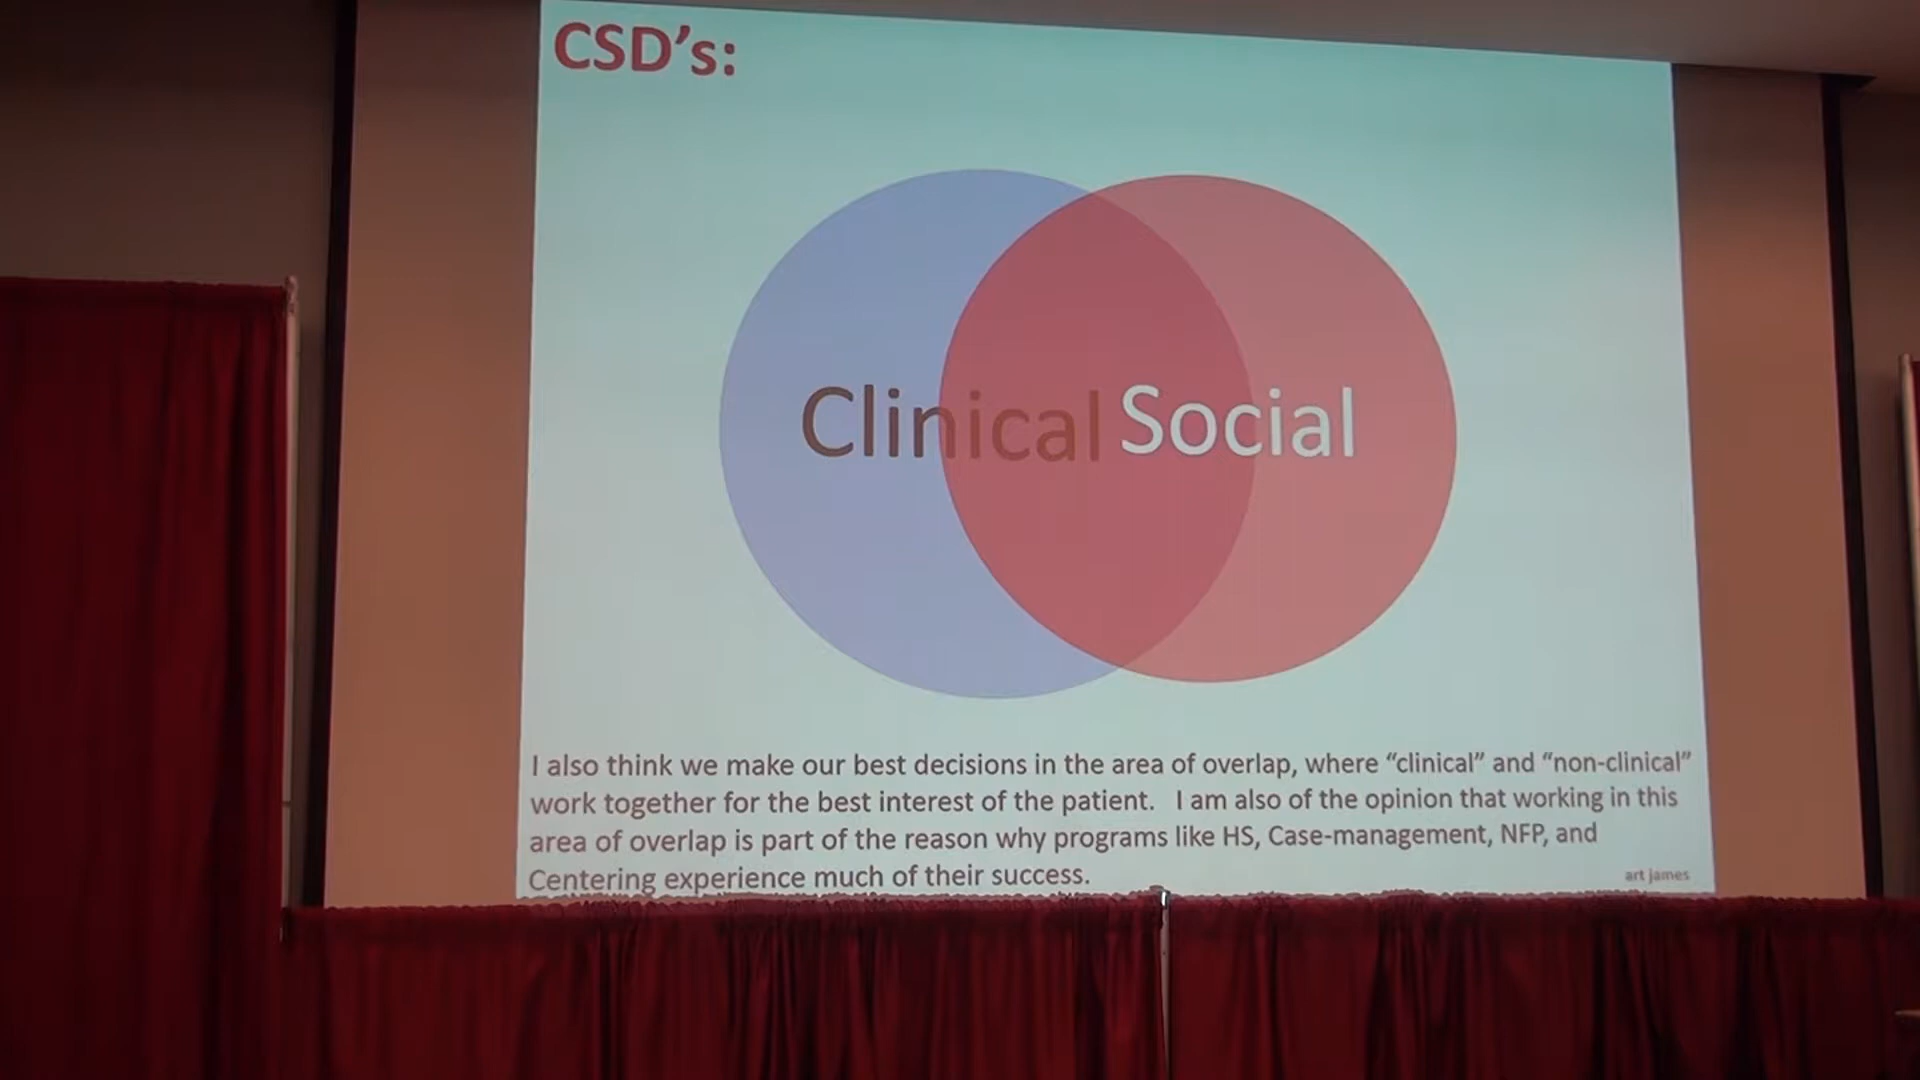 CSD’s:
Clinical Social
I also think we make our best decisions in the area of overlap, where “clinical” and “non-clinical”
work together for the best interest of the patient. I am also of the opinion that working in this
area of overlap is part of the reason why programs like HS, Case-management, NFP, and
Centering experience much of their success.
art james